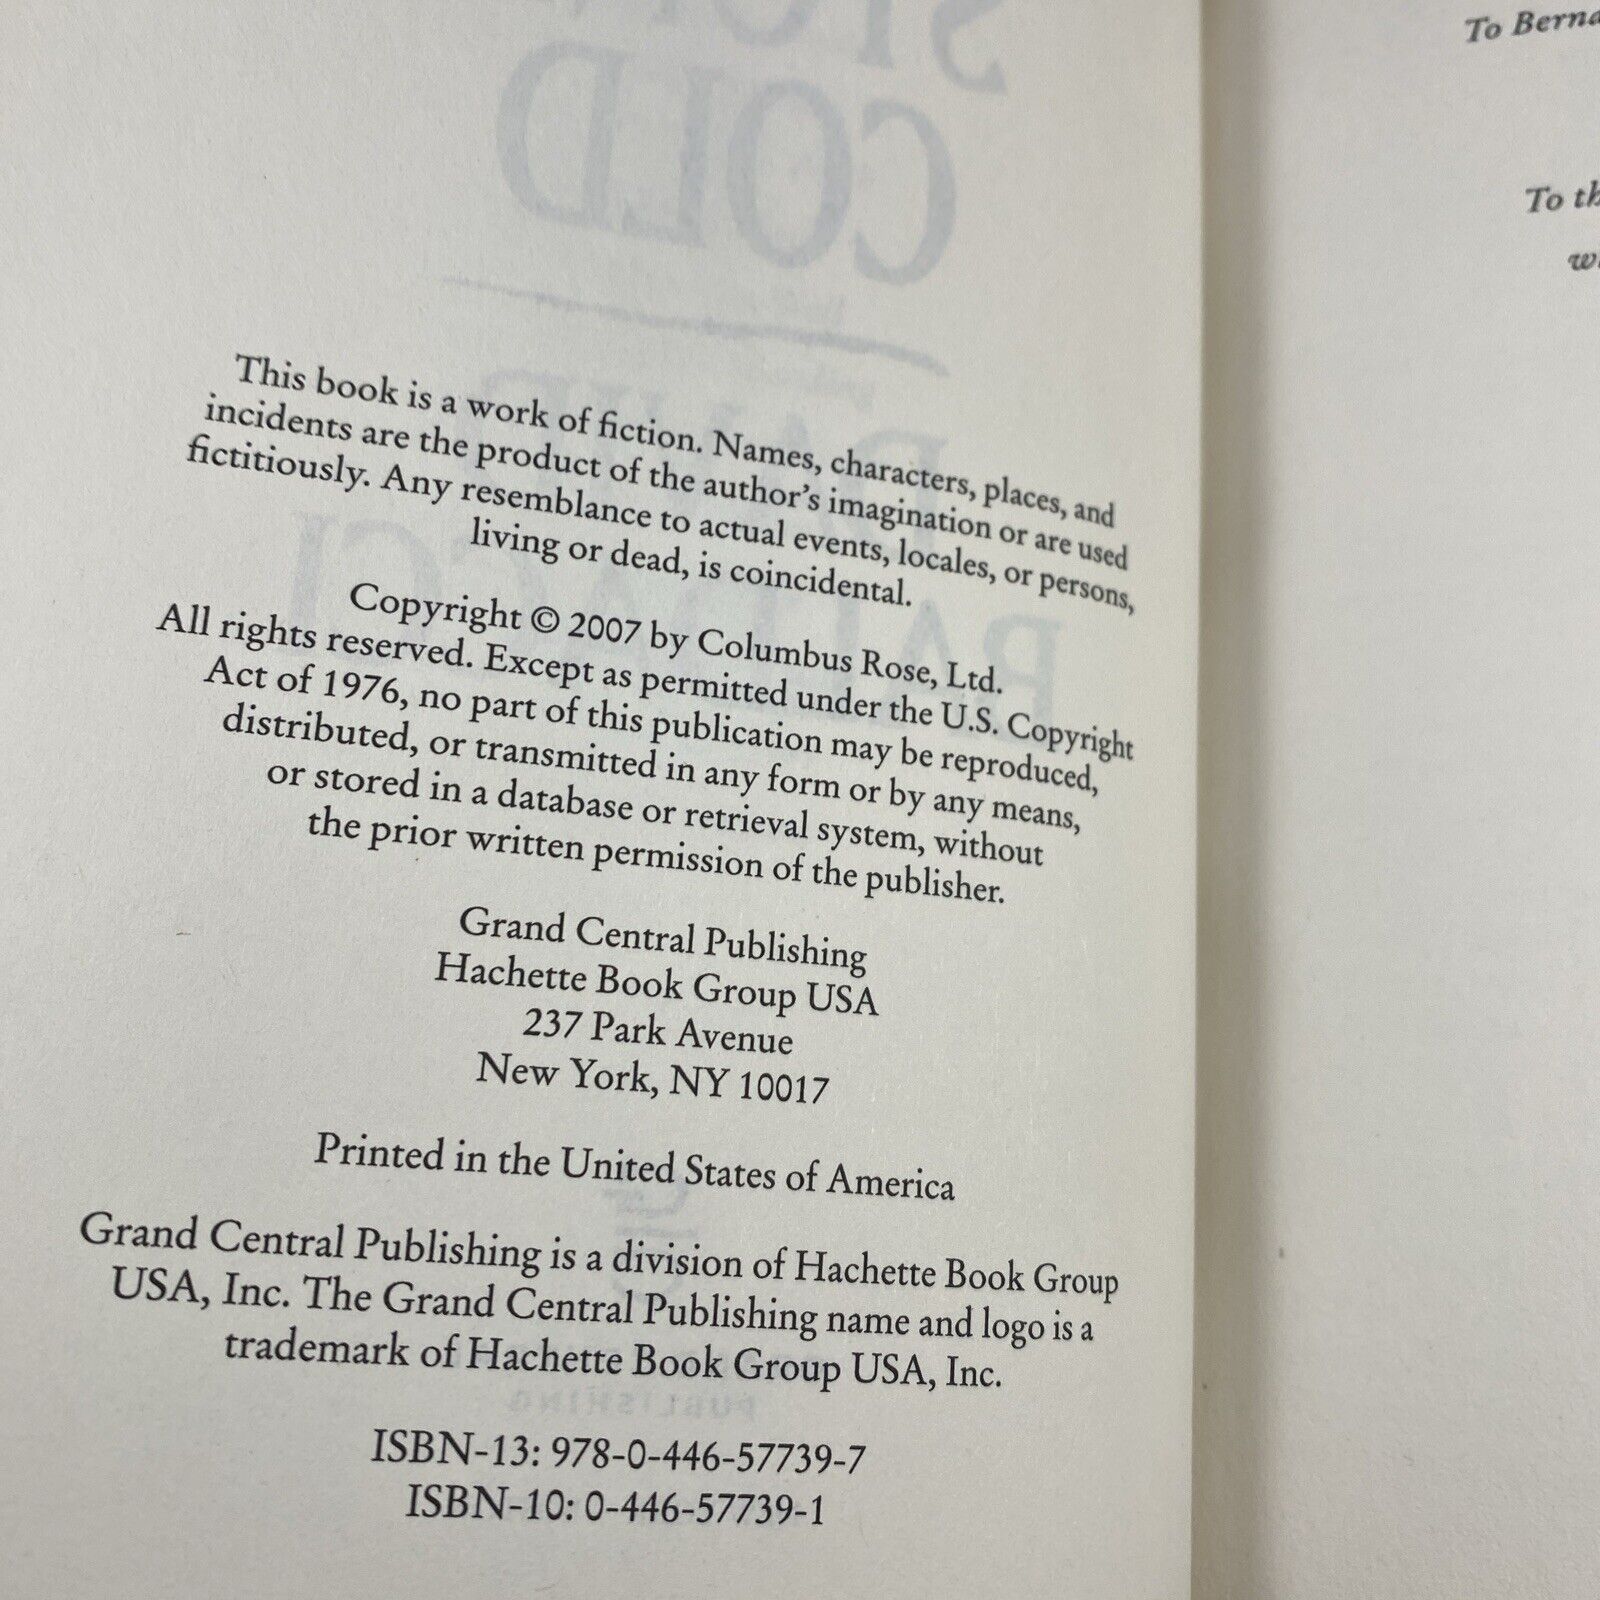 This book is a work of fiction. Names, characters, places, and
incidents are the product of the author's imagination or are used
fictitiously. Any resemblance to actual events, locales, or persons,
living or dead, is coincidental.
Copyright © 2007 by Columbus Rose, Ltd.
All rights reserved. Except as permitted under the U.S. Copyright
Act of 1976, no part of this publication may be reproduced,
distributed, or transmitted in any form or by any means,
or stored in a database or retrieval system, without
the prior written permission of the publisher.
Grand Central Publishing
Hachette Book Group USA
237 Park Avenue
New York, NY 10017
Printed in the United States of America
Grand Central Publishing is a division of Hachette Book Group
USA, Inc. The Grand Central Publishing name and logo is a
trademark of Hachette Book Group USA, Inc.
ISBN-13: 978-0-446-57739-7
ISBN-10: 0-446-57739-1
COLD
PUBLISHING
To
To